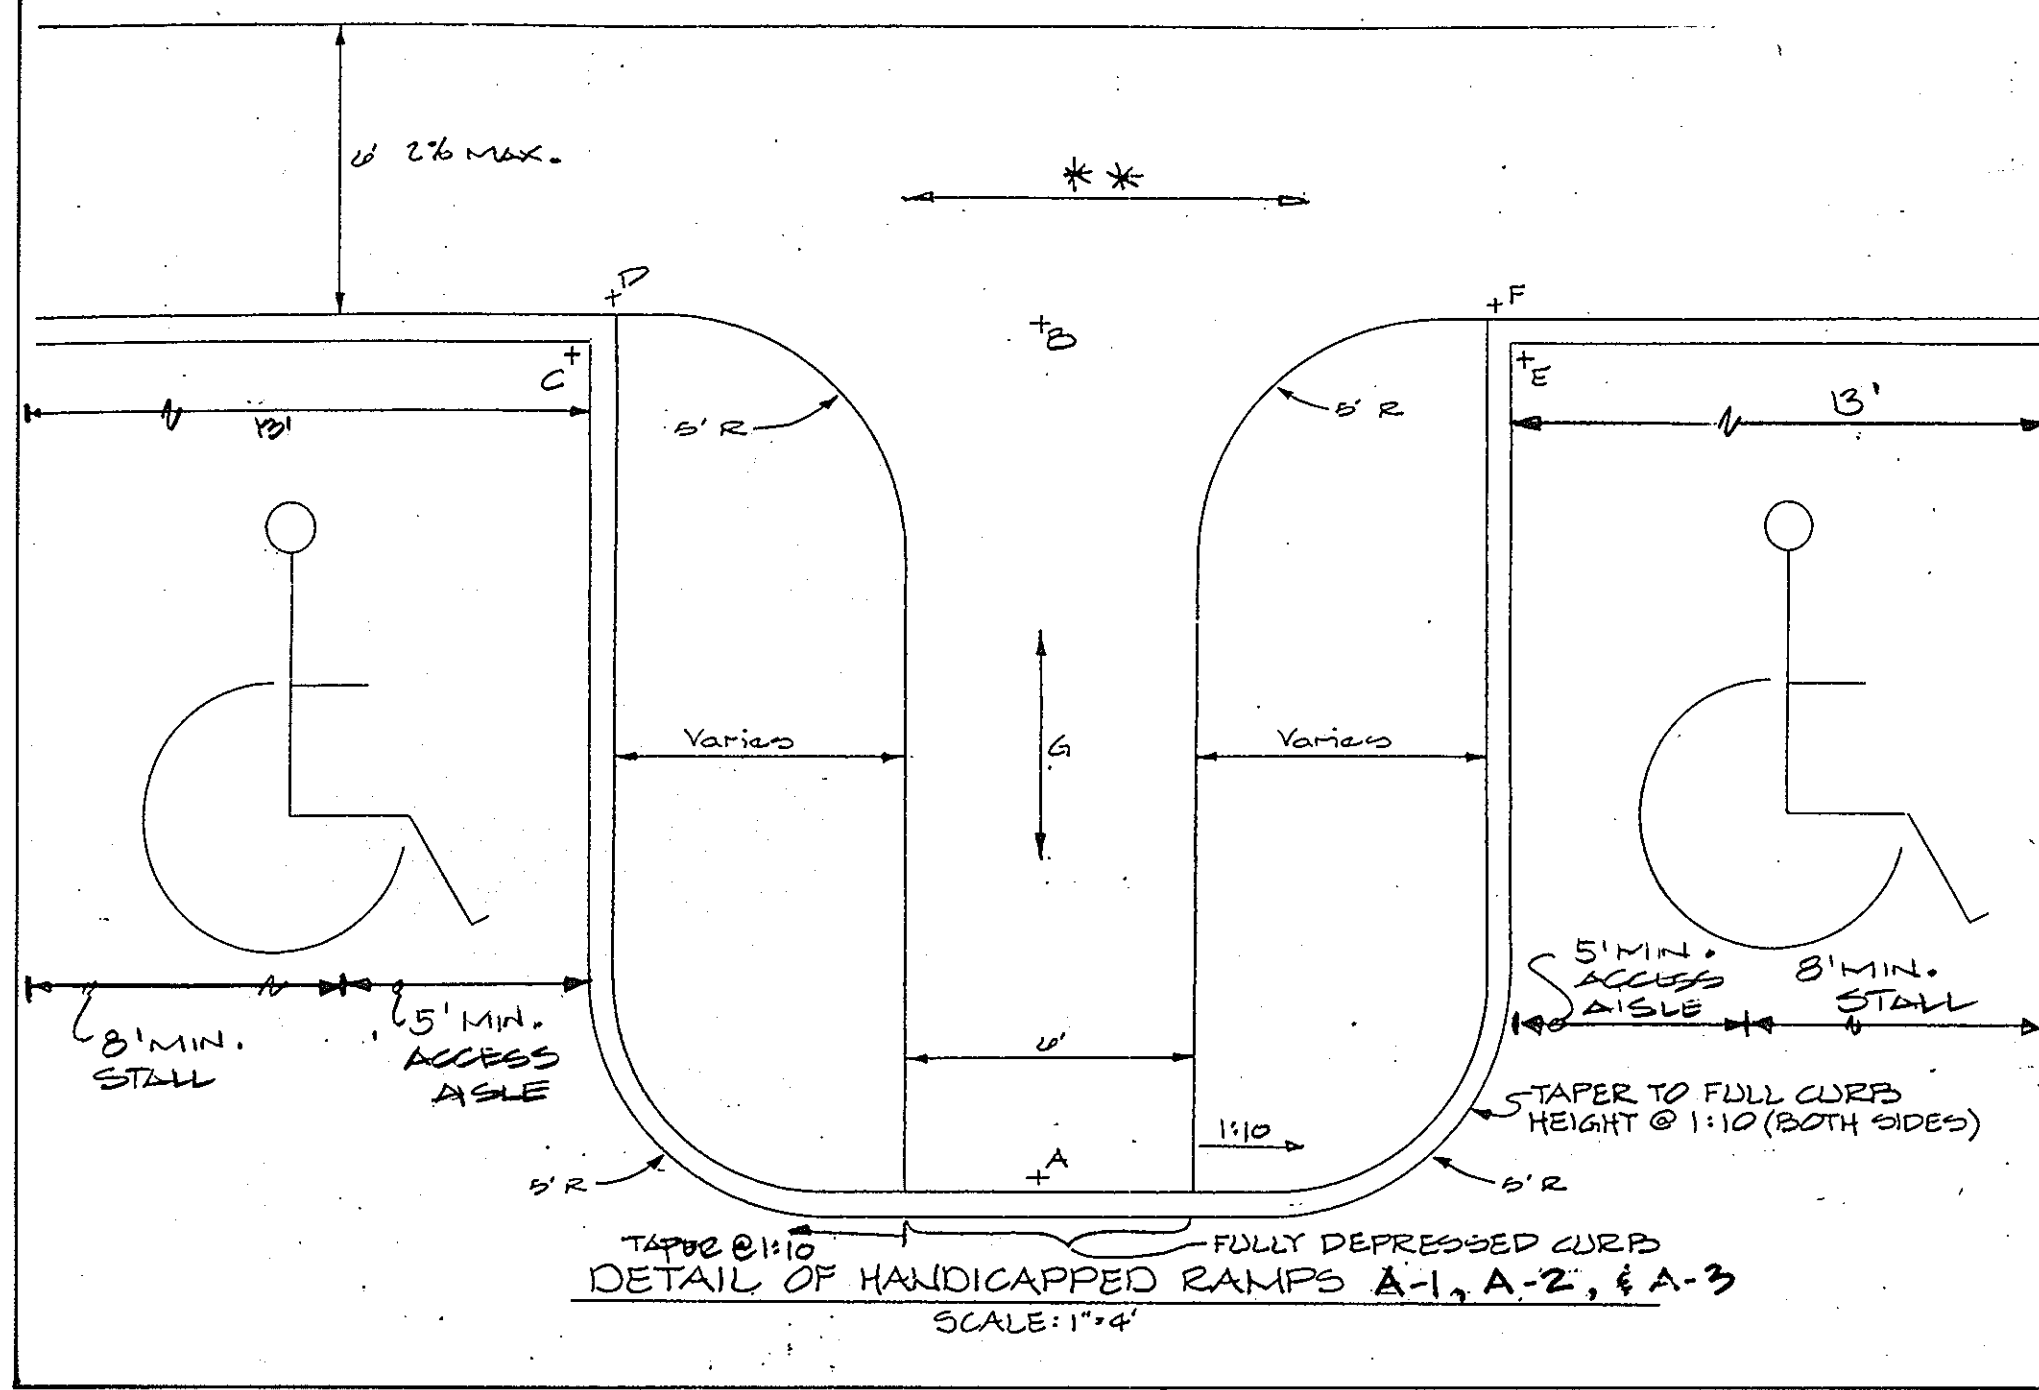 6' 2% MAX.
**
D
F
B
C
E
13'
13'
5' R
5' R
Varies
G
Varies
8' MIN.
STALL
5' MIN.
ACCESS
AISLE
6'
5' MIN.
ACCESS
AISLE
8' MIN.
STALL
TAPER TO FULL CURB
HEIGHT @ 1:10 (BOTH SIDES)
1:10
A
5' R
5' R
TAPER @ 1:10
FULLY DEPRESSED CURB
DETAIL OF HANDICAPPED RAMPS A-1, A-2, & A-3
SCALE: 1"=4'